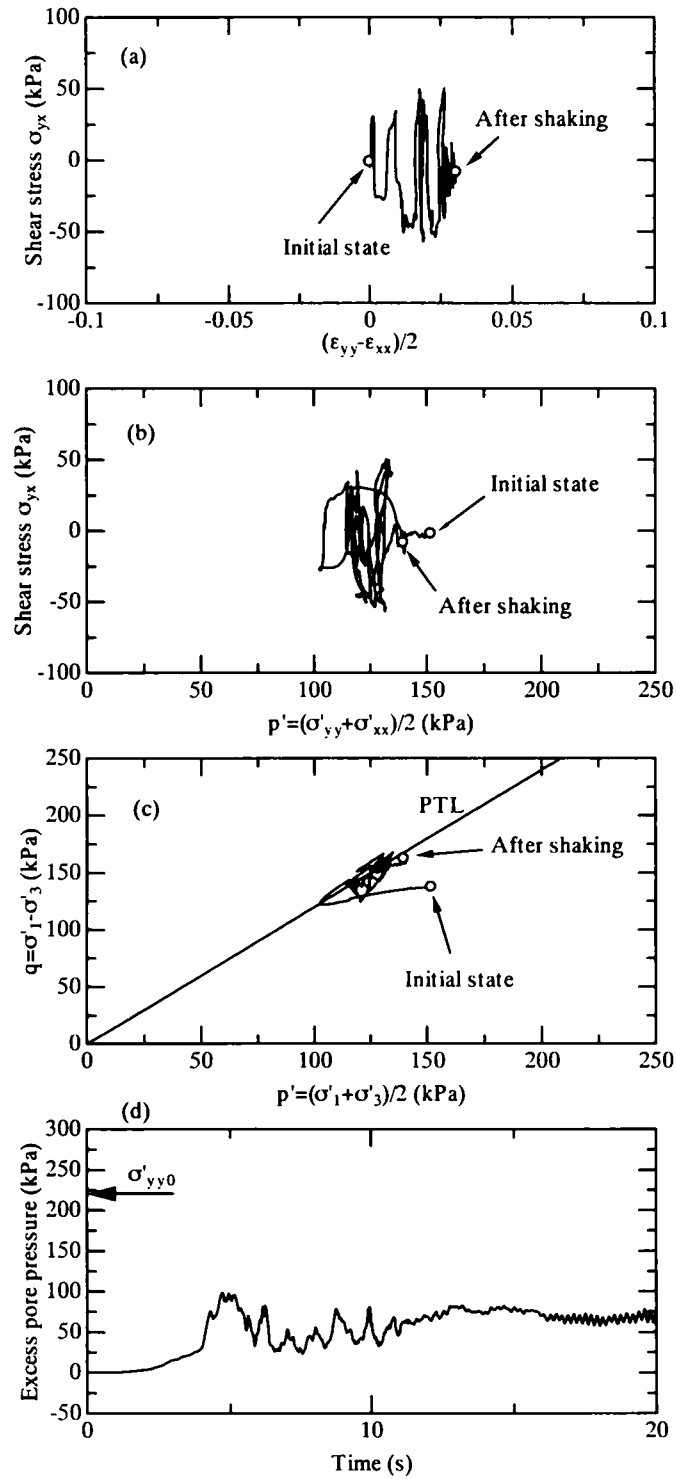 100
(a)
50
After shaking
0
Initial state
-50
-100
-0.1
-0.05
0
0.05
0.1
Shear stress σyx (kPa)
(εyy-εxx)/2
100
(b)
50
Initial state
0
After shaking
-50
-100
0
50
100
150
200
250
Shear stress σyx (kPa)
p'=(σ'yy+σ'xx)/2 (kPa)
250
(c)
PTL
200
After shaking
150
100
Initial state
50
0
0
50
100
150
200
250
q=σ'1-σ'3 (kPa)
p'=(σ'1+σ'3)/2 (kPa)
(d)
300
250
σ'yy0
200
150
100
50
0
-50
0
10
20
Excess pore pressure (kPa)
Time (s)